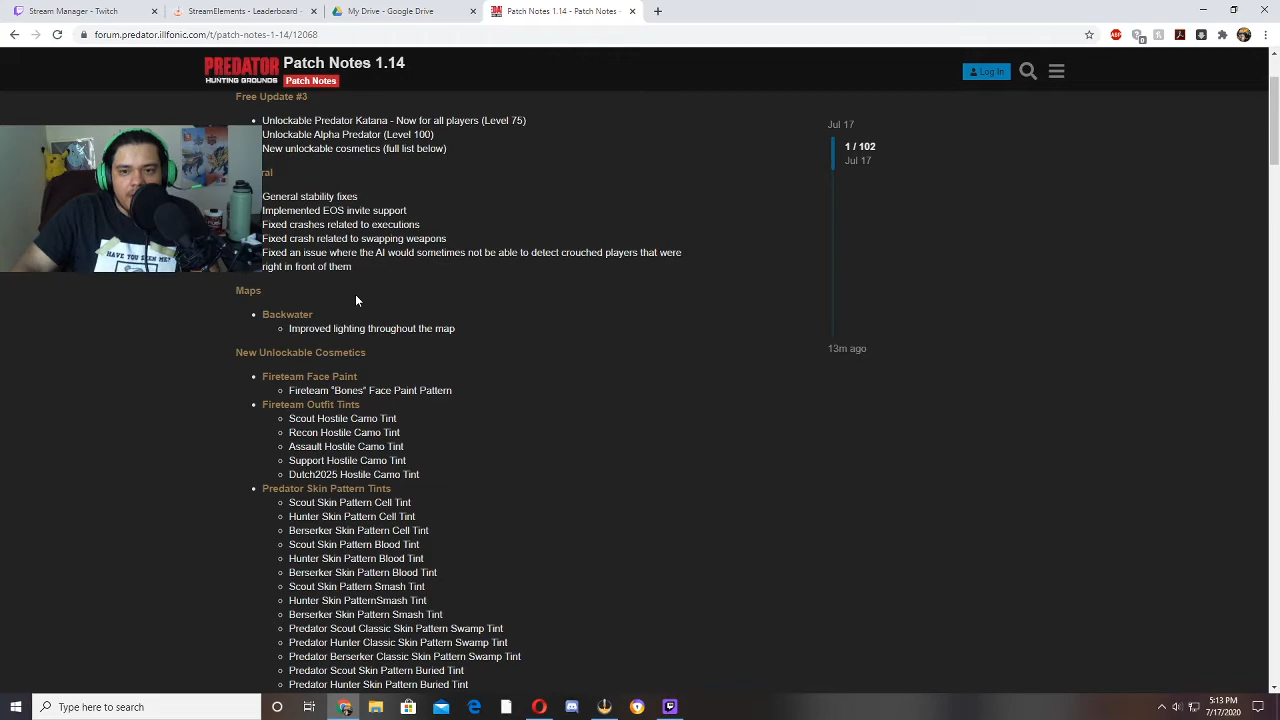 Stream Manager - Twitch
StreamElements - Leaderboard -
My Drive - Google Drive
Patch Notes 1.14 - Predator -
forum.predator.illfonic.com/t/patch-notes-1-14/12068
PREDATOR
HUNTING GROUNDS
Patch Notes 1.14
Patch Notes
Log In
Free Update #3
Unlockable Predator Katana - Now for all players (Level 75)
Unlockable Alpha Predator (Level 100)
New unlockable cosmetics (full list below)
ral
General stability fixes
Implemented EOS invite support
Fixed crashes related to executions
Fixed crash related to swapping weapons
Fixed an issue where the AI would sometimes not be able to detect crouched players that were
right in front of them
Maps
Backwater
Improved lighting throughout the map
New Unlockable Cosmetics
Fireteam Face Paint
Fireteam "Bones" Face Paint Pattern
Fireteam Outfit Tints
Scout Hostile Camo Tint
Recon Hostile Camo Tint
Assault Hostile Camo Tint
Support Hostile Camo Tint
Dutch2025 Hostile Camo Tint
Predator Skin Pattern Tints
Scout Skin Pattern Cell Tint
Hunter Skin Pattern Cell Tint
Berserker Skin Pattern Cell Tint
Scout Skin Pattern Blood Tint
Hunter Skin Pattern Blood Tint
Berserker Skin Pattern Blood Tint
Scout Skin Pattern Smash Tint
Hunter Skin PatternSmash Tint
Berserker Skin Pattern Smash Tint
Predator Scout Classic Skin Pattern Swamp Tint
Predator Hunter Classic Skin Pattern Swamp Tint
Predator Berserker Classic Skin Pattern Swamp Tint
Predator Scout Skin Pattern Buried Tint
Predator Hunter Skin Pattern Buried Tint
Jul 17
1 / 102
Jul 17
13m ago
HAVE YOU SEEN ME?
Type here to search
5:13 PM
7/17/2020